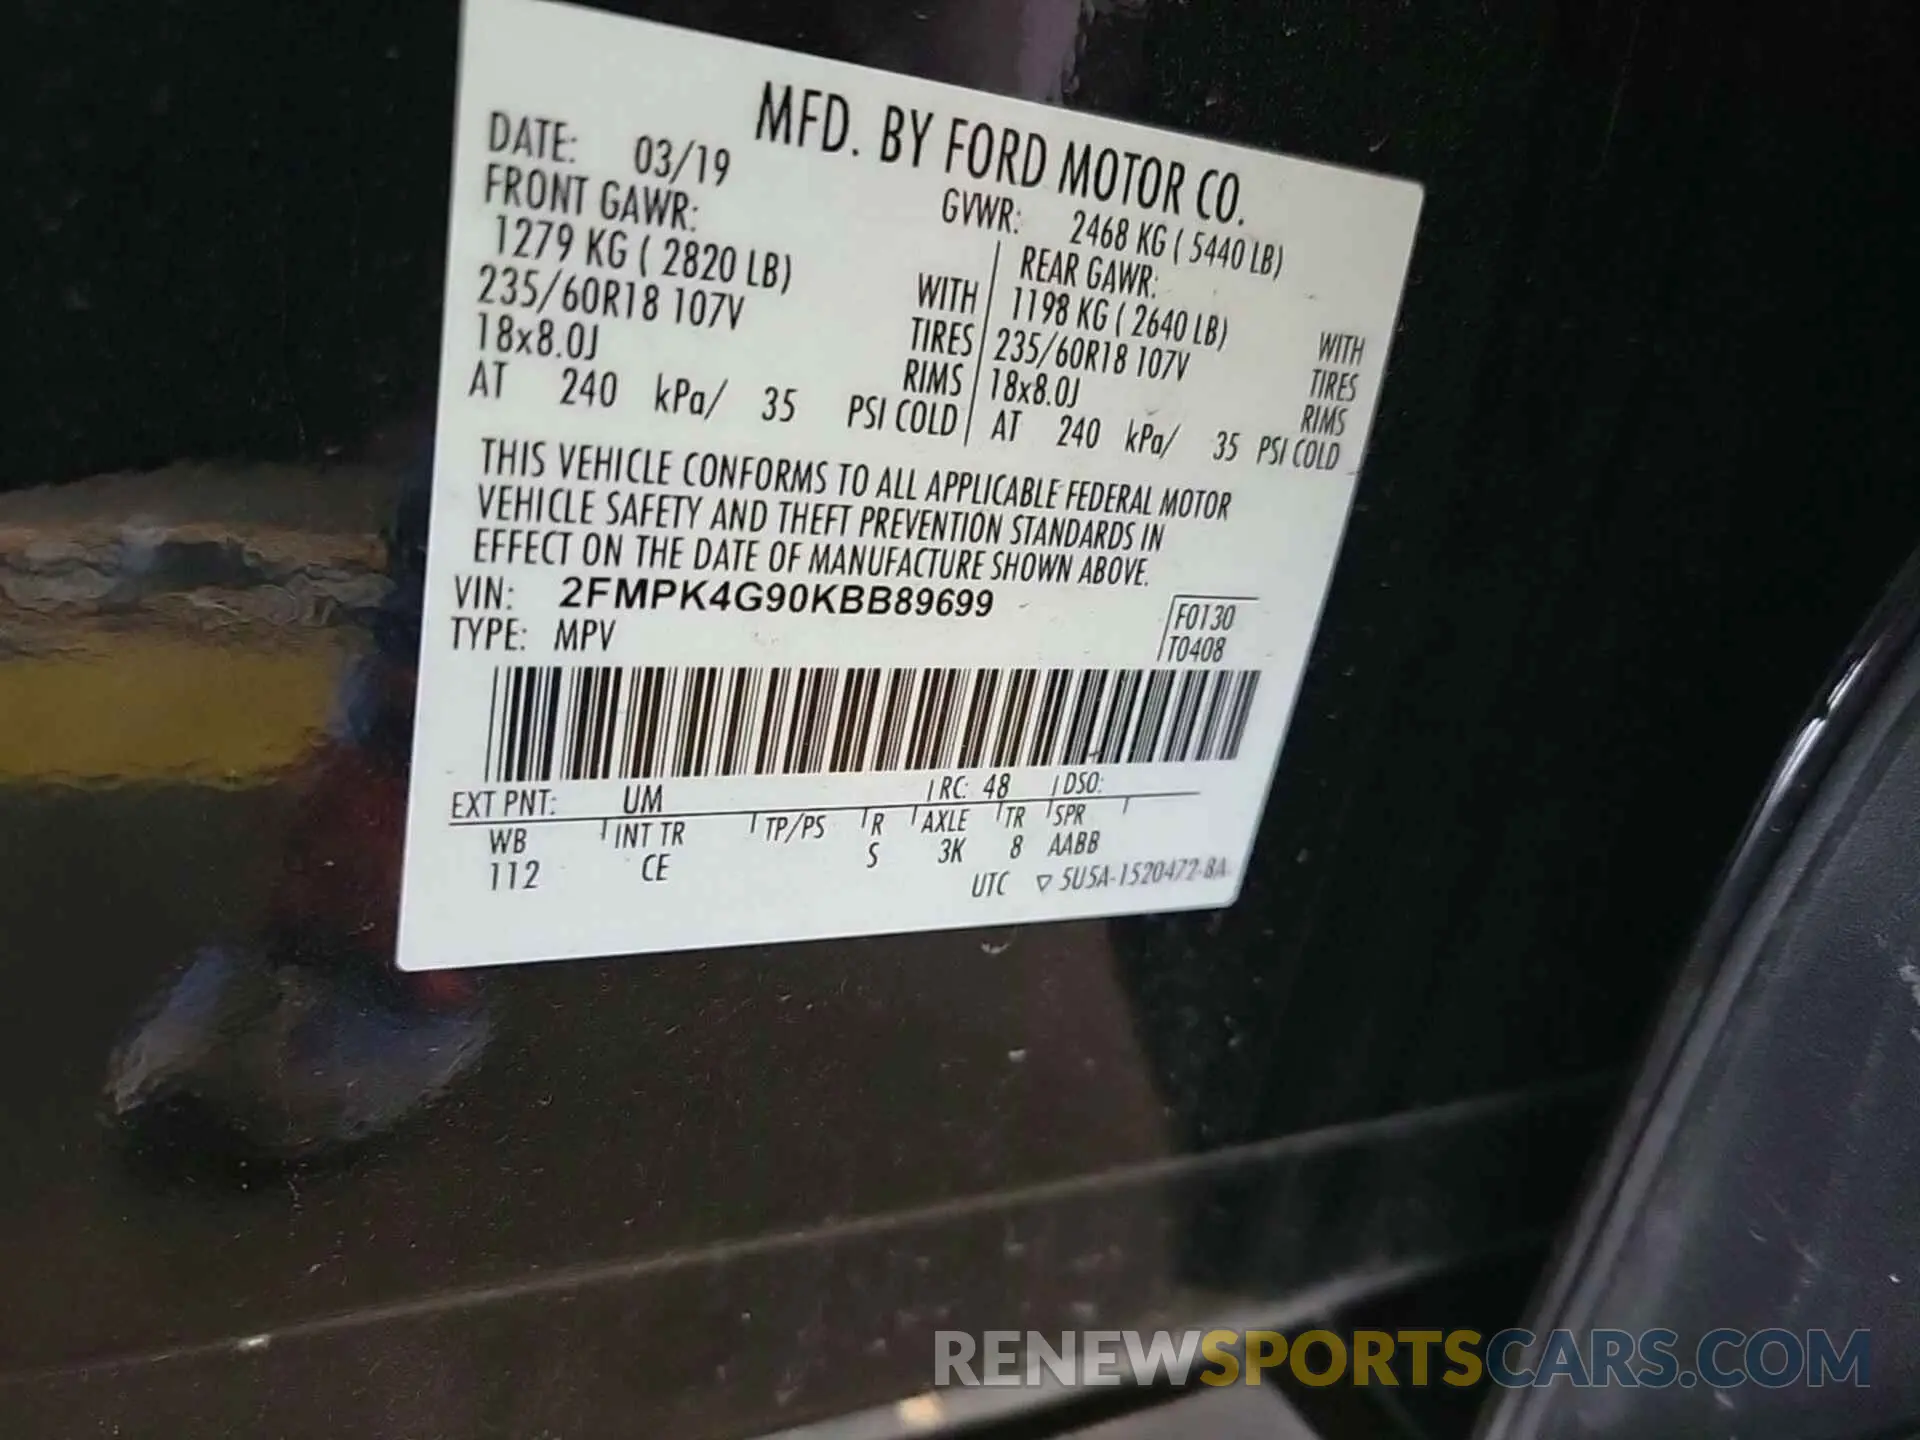 MFD. BY FORD MOTOR CO.
DATE: 03/19 GVWR: 2468 KG ( 5440 LB)
FRONT GAWR: REAR GAWR:
1279 KG ( 2820 LB) WITH 1198 KG ( 2640 LB) WITH
235/60R18 107V TIRES 235/60R18 107V TIRES
18x8.0J RIMS 18x8.0J RIMS
AT 240 kPa/ 35 PSI COLD AT 240 kPa/ 35 PSI COLD
THIS VEHICLE CONFORMS TO ALL APPLICABLE FEDERAL MOTOR
VEHICLE SAFETY AND THEFT PREVENTION STANDARDS IN
EFFECT ON THE DATE OF MANUFACTURE SHOWN ABOVE.
VIN: 2FMPK4G90KBB89699 F0130
TYPE: MPV T0408
EXT PNT: UM RC: 48 DSO:
WB INT TR TP/PS R AXLE TR SPR
112 CE S 3K 8 AABB
UTC ▽ 5U5A-1520472-BA
RENEWSPORTSCARS.COM